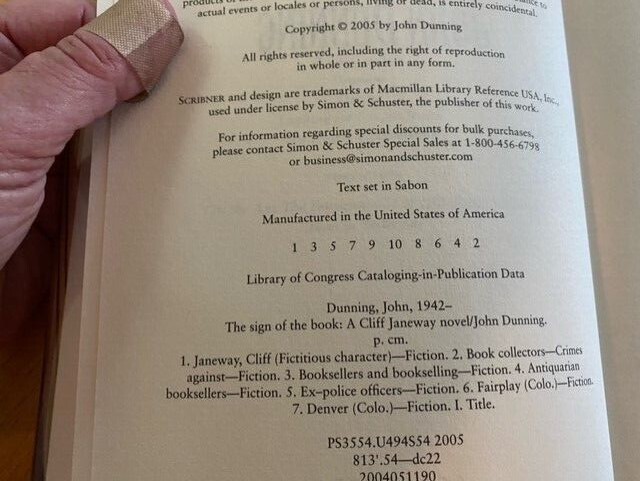 products of
actual events or locales or persons, living or dead, is entirely coincidental.
Copyright © 2005 by John Dunning
All rights reserved, including the right of reproduction
in whole or in part in any form.
SCRIBNER and design are trademarks of Macmillan Library Reference USA, Inc.,
used under license by Simon & Schuster, the publisher of this work.
For information regarding special discounts for bulk purchases,
please contact Simon & Schuster Special Sales at 1-800-456-6798
or business@simonandschuster.com
Text set in Sabon
Manufactured in the United States of America
1 3 5 7 9 10 8 6 4 2
Library of Congress Cataloging-in-Publication Data
Dunning, John, 1942–
The sign of the book: A Cliff Janeway novel/John Dunning.
p. cm.
1. Janeway, Cliff (Fictitious character)—Fiction. 2. Book collectors—Crimes
against—Fiction. 3. Booksellers and bookselling—Fiction. 4. Antiquarian
booksellers—Fiction. 5. Ex–police officers—Fiction. 6. Fairplay (Colo.)—Fiction.
7. Denver (Colo.)—Fiction. I. Title.
PS3554.U494S54 2005
813'.54—dc22
2004051190